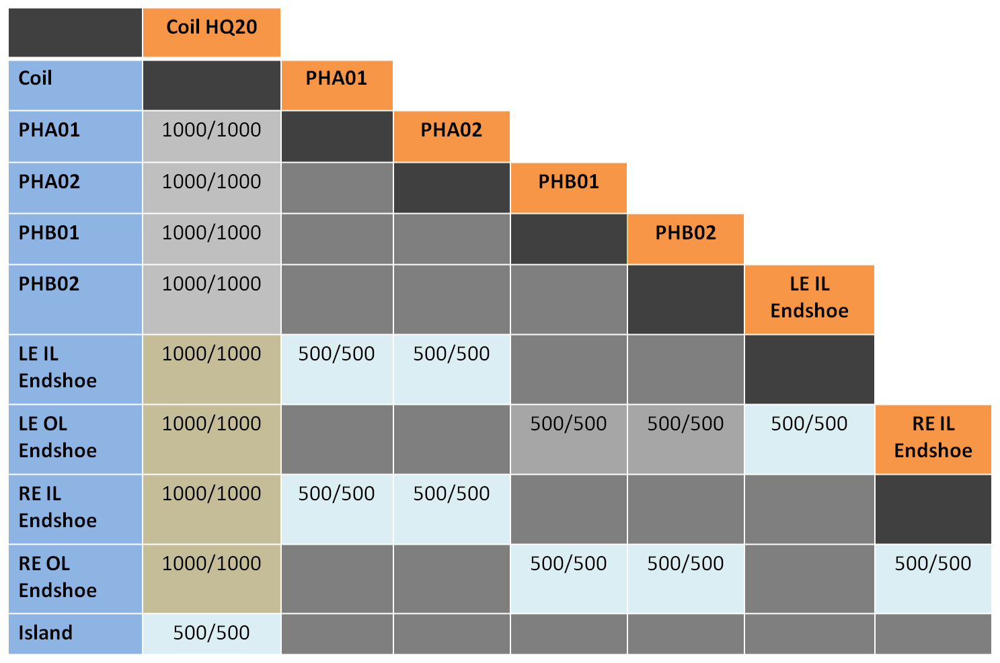 Coil HQ20
Coil PHA01
PHA01 1000/1000 PHA02
PHA02 1000/1000 PHB01
PHB01 1000/1000 PHB02
PHB02 1000/1000 LE IL
Endshoe
LE IL 1000/1000 500/500 500/500
Endshoe
LE OL 1000/1000 500/500 500/500 500/500 RE IL
Endshoe Endshoe
RE IL 1000/1000 500/500 500/500
Endshoe
RE OL 1000/1000 500/500 500/500 500/500
Endshoe
Island 500/500